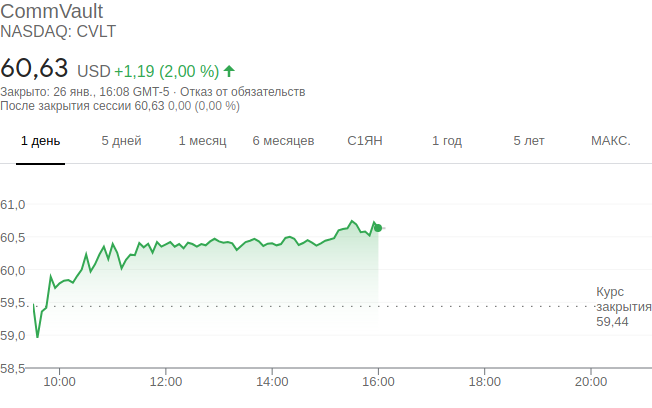 CommVault
NASDAQ: CVLT
60,63 USD +1,19 (2,00 %)
Закрыто: 26 янв., 16:08 GMT-5 · Отказ от обязательств
После закрытия сессии 60,63 0,00 (0,00 %)
1 день 5 дней 1 месяц 6 месяцев С1ЯН 1 год 5 лет МАКС.
61,0
60,5
60,0
59,5
59,0
58,5
Курс
закрытия
59,44
10:00 12:00 14:00 16:00 18:00 20:00